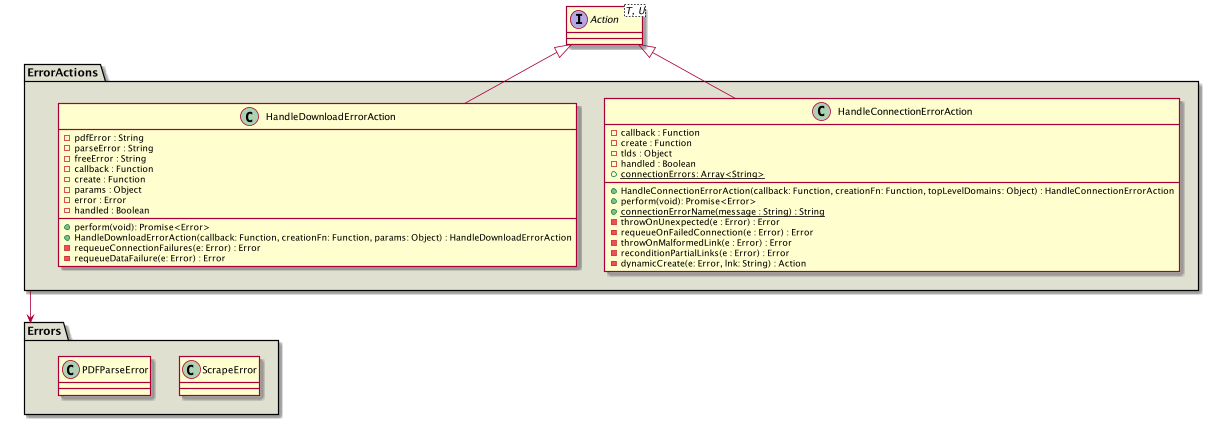 I Action
T, U
ErrorActions
C HandleDownloadErrorAction
pdfError : String
parseError : String
freeError : String
callback : Function
create : Function
params : Object
error : Error
handled : Boolean
perform(void): Promise<Error>
HandleDownloadErrorAction(callback: Function, creationFn: Function, params: Object) : HandleDownloadErrorAction
requeueConnectionFailures(e: Error) : Error
requeueDataFailure(e: Error) : Error
C HandleConnectionErrorAction
callback : Function
create : Function
tlds : Object
handled : Boolean
connectionErrors: Array<String>
HandleConnectionErrorAction(callback: Function, creationFn: Function, topLevelDomains: Object) : HandleConnectionErrorAction
perform(void): Promise<Error>
connectionErrorName(message : String) : String
throwOnUnexpected(e : Error) : Error
requeueOnFailedConnection(e : Error) : Error
throwOnMalformedLink(e : Error) : Error
reconditionPartialLinks(e : Error) : Error
dynamicCreate(e: Error, lnk: String) : Action
Errors
C PDFParseError
C ScrapeError